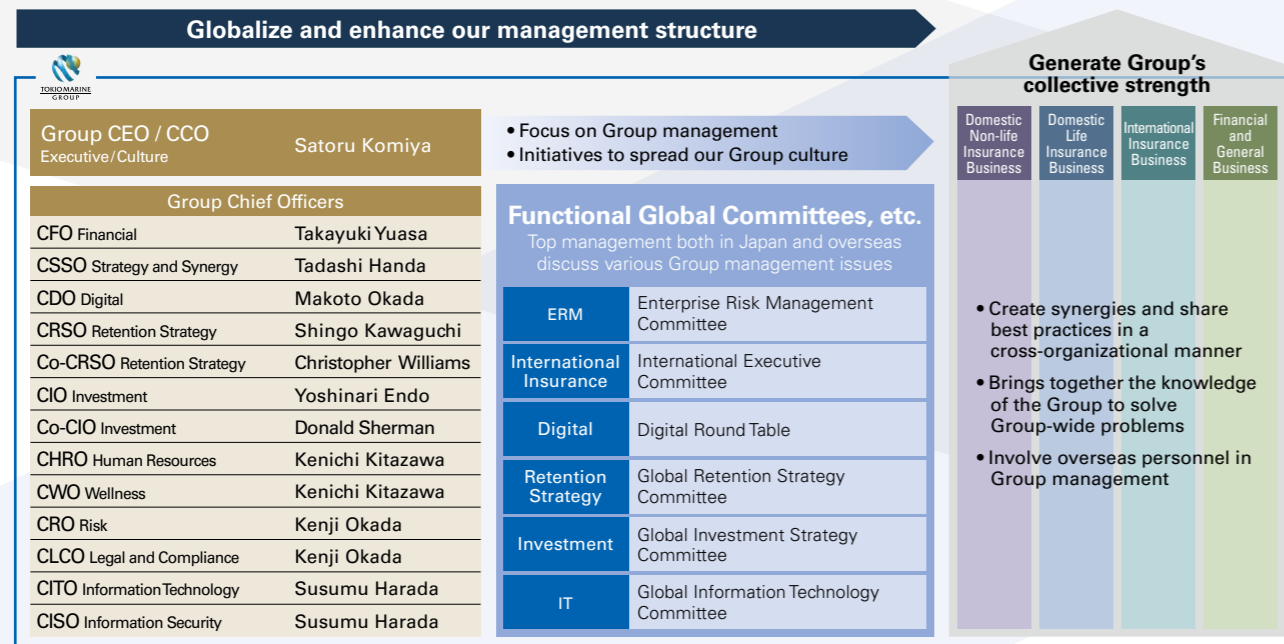 Globalize and enhance our management structure
TOKIO MARINE
GROUP
Group CEO / CCO
Executive/Culture
Satoru Komiya
• Focus on Group management
• Initiatives to spread our Group culture
Group Chief Officers
CFO Financial Takayuki Yuasa
CSSO Strategy and Synergy Tadashi Handa
CDO Digital Makoto Okada
CRSO Retention Strategy Shingo Kawaguchi
Co-CRSO Retention Strategy Christopher Williams
CIO Investment Yoshinari Endo
Co-CIO Investment Donald Sherman
CHRO Human Resources Kenichi Kitazawa
CWO Wellness Kenichi Kitazawa
CRO Risk Kenji Okada
CLCO Legal and Compliance Kenji Okada
CITO Information Technology Susumu Harada
CISO Information Security Susumu Harada
Functional Global Committees, etc.
Top management both in Japan and overseas
discuss various Group management issues
ERM
Enterprise Risk Management
Committee
International
Insurance
International Executive
Committee
Digital
Digital Round Table
Retention
Strategy
Global Retention Strategy
Committee
Investment
Global Investment Strategy
Committee
IT
Global Information Technology
Committee
Generate Group's
collective strength
Domestic
Non-life
Insurance
Business
Domestic
Life
Insurance
Business
International
Insurance
Business
Financial
and
General
Business
• Create synergies and share
best practices in a
cross-organizational manner
• Brings together the knowledge
of the Group to solve
Group-wide problems
• Involve overseas personnel in
Group management